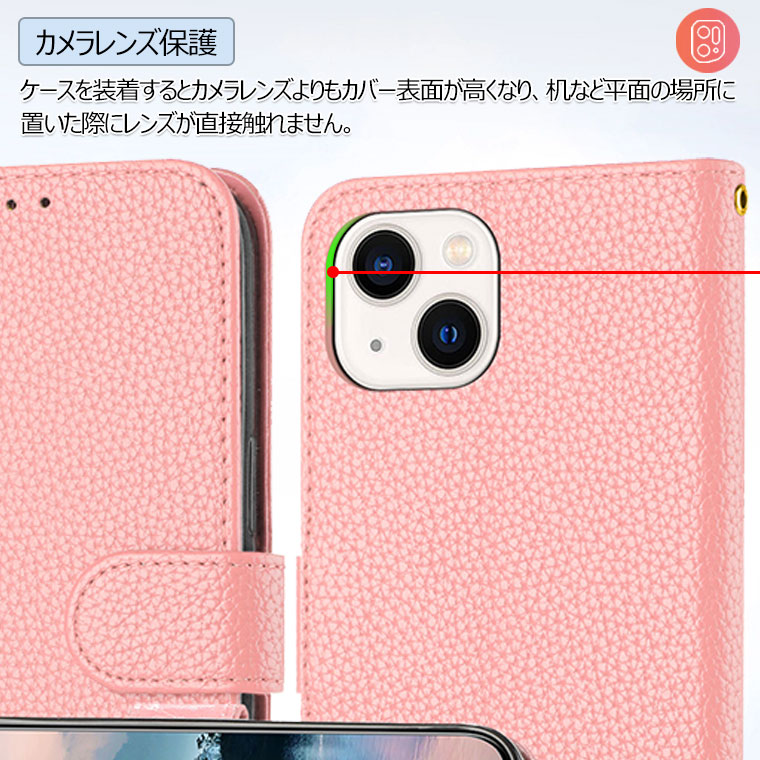 カメラレンズ保護
ケースを装着するとカメラレンズよりもカバー表面が高くなり、机など平面の場所に
置いた際にレンズが直接触れません。